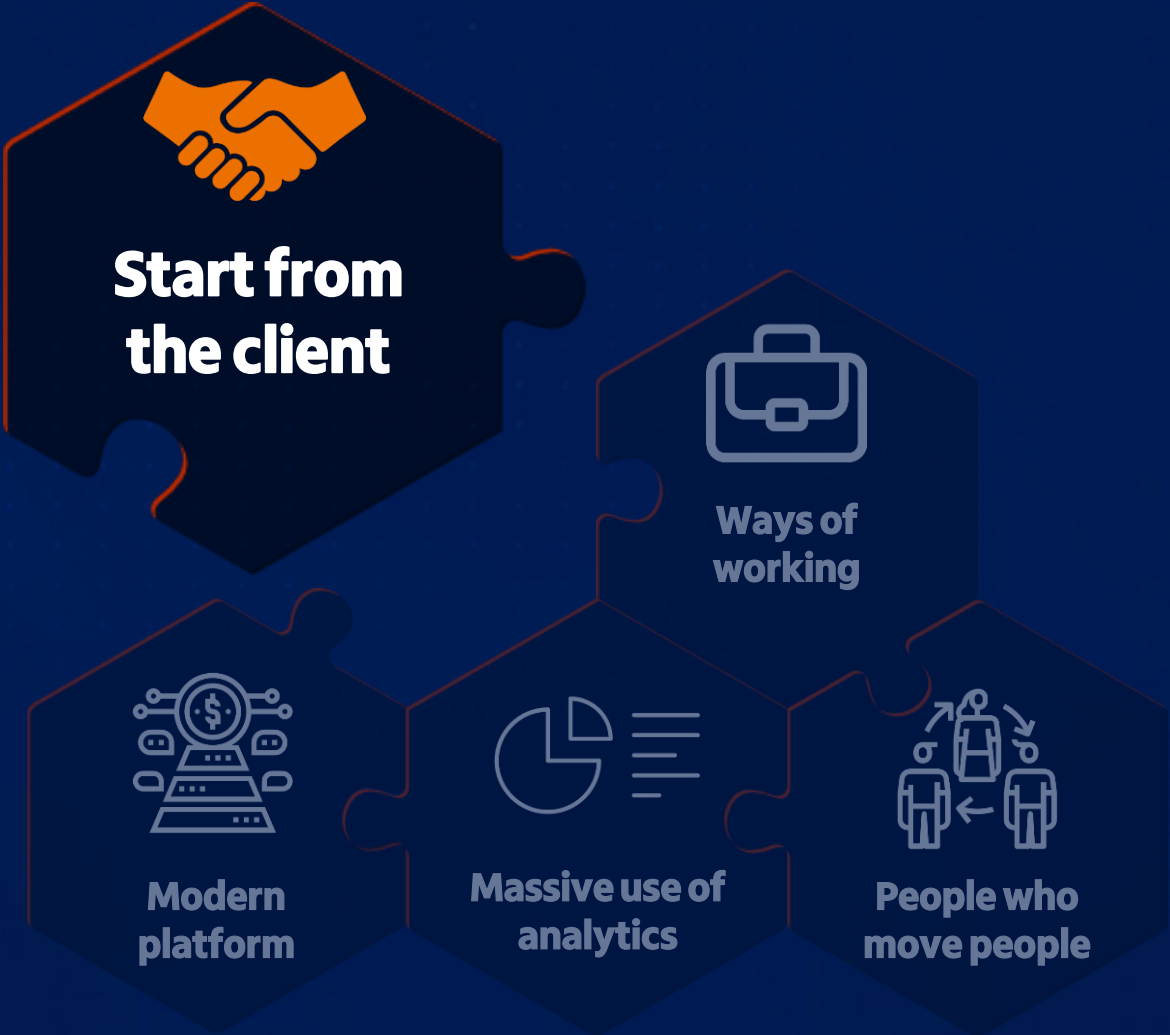 Start from
the client
Ways of
working
$
Modern
platform
Massive use of
analytics
People who
move people